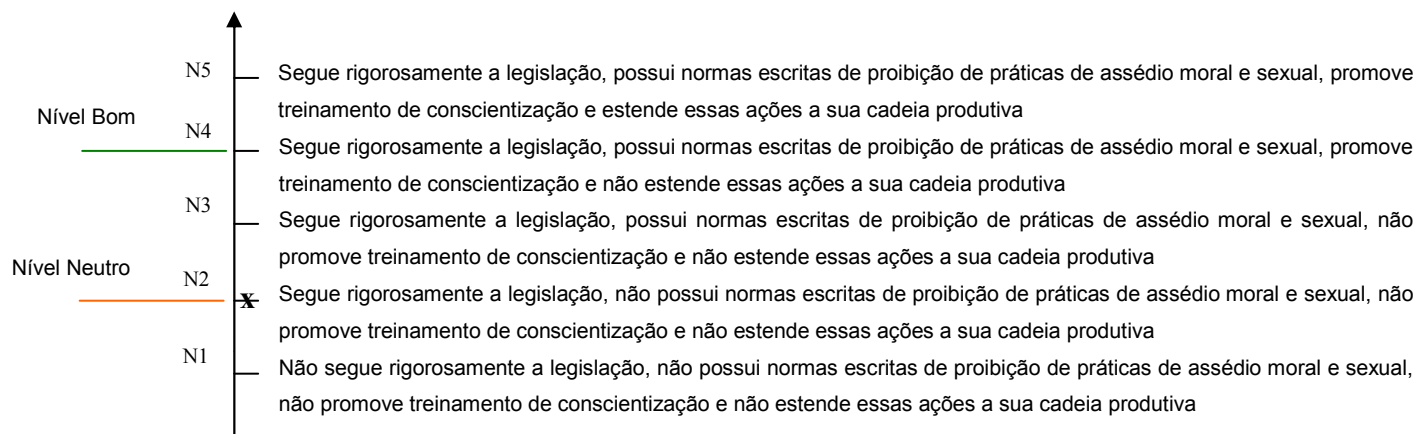 N5
Segue rigorosamente a legislação, possui normas escritas de proibição de práticas de assédio moral e sexual, promove
treinamento de conscientização e estende essas ações a sua cadeia produtiva
Nível Bom
N4
Segue rigorosamente a legislação, possui normas escritas de proibição de práticas de assédio moral e sexual, promove
treinamento de conscientização e não estende essas ações a sua cadeia produtiva
N3
Segue rigorosamente a legislação, possui normas escritas de proibição de práticas de assédio moral e sexual, não
promove treinamento de conscientização e não estende essas ações a sua cadeia produtiva
Nível Neutro
N2
x
Segue rigorosamente a legislação, não possui normas escritas de proibição de práticas de assédio moral e sexual, não
promove treinamento de conscientização e não estende essas ações a sua cadeia produtiva
N1
Não segue rigorosamente a legislação, não possui normas escritas de proibição de práticas de assédio moral e sexual,
não promove treinamento de conscientização e não estende essas ações a sua cadeia produtiva